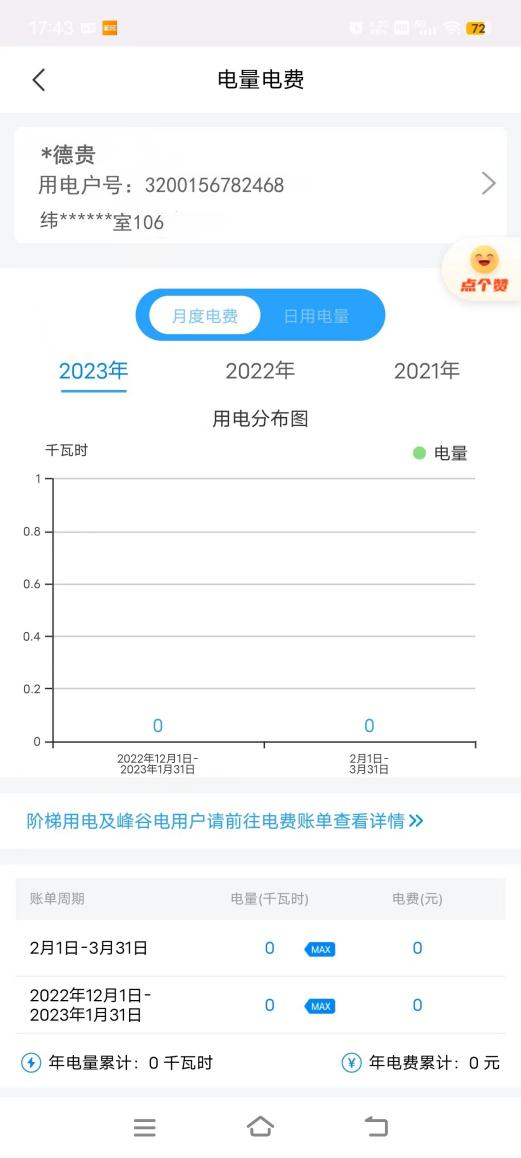 17:43
72
电量电费
*德贵
用电户号：3200156782468
纬******室106
点个赞
月度电费 日用电量
2023年 2022年 2021年
用电分布图
千瓦时 电量
1
0.8
0.6
0.4
0.2
0
0 0
2022年12月1日-
2023年1月31日
2月1日-
3月31日
阶梯用电及峰谷电用户请前往电费账单查看详情
账单周期 电量(千瓦时) 电费(元)
2月1日-3月31日 0 MAX 0
2022年12月1日-
2023年1月31日 0 MAX 0
年电量累计：0 千瓦时 ¥ 年电费累计：0 元